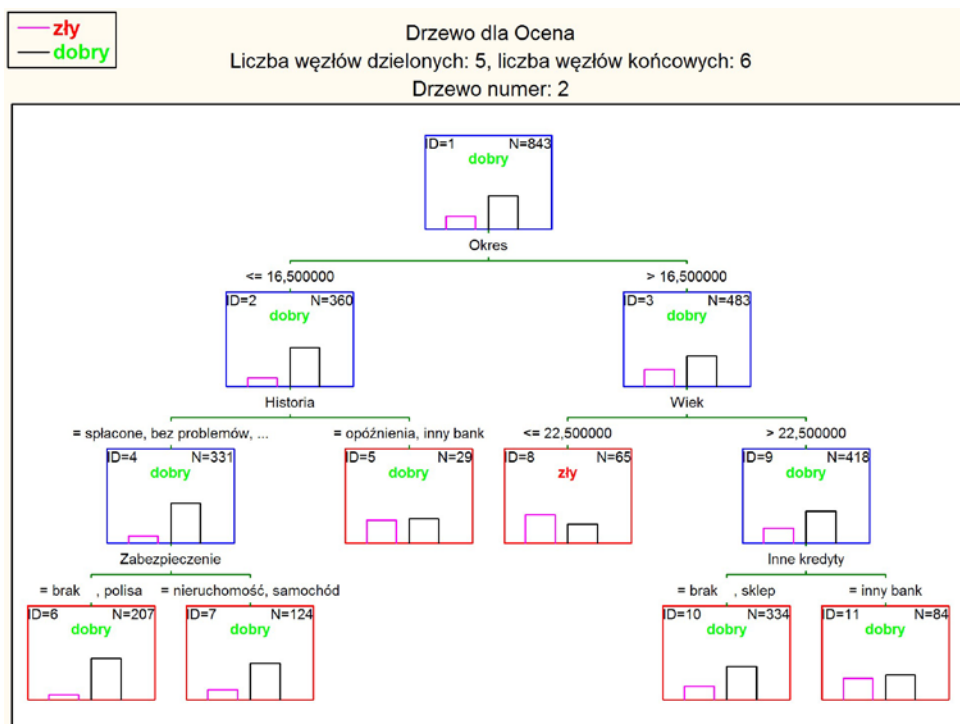 zły
dobry
Drzewo dla Ocena
Liczba węzłów dzielonych: 5, liczba węzłów końcowych: 6
Drzewo numer: 2
ID=1 N=843
dobry
Okres
<= 16,500000 > 16,500000
ID=2 N=360 ID=3 N=483
dobry dobry
Historia Wiek
= spłacone, bez problemów, ... = opóźnienia, inny bank <= 22,500000 > 22,500000
ID=4 N=331 ID=5 N=29 ID=8 N=65 ID=9 N=418
dobry dobry zły dobry
Zabezpieczenie Inne kredyty
= brak , polisa = nieruchomość, samochód = brak , sklep = inny bank
ID=6 N=207 ID=7 N=124 ID=10 N=334 ID=11 N=84
dobry dobry dobry dobry